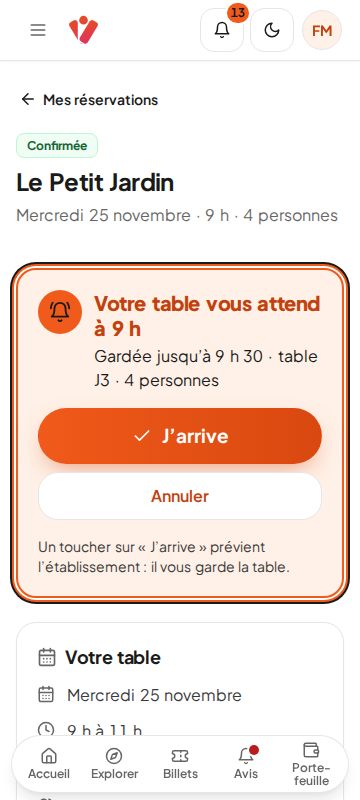 13
FM
Mes réservations
Confirmée
Le Petit Jardin
Mercredi 25 novembre · 9 h · 4 personnes
Votre table vous attend
à 9 h
Gardée jusqu’à 9 h 30 · table
J3 · 4 personnes
J’arrive
Annuler
Un toucher sur « J’arrive » prévient
l’établissement : il vous garde la table.
Votre table
Mercredi 25 novembre
9 h à 11 h
Accueil
Explorer
Billets
Avis
Porte-
feuille